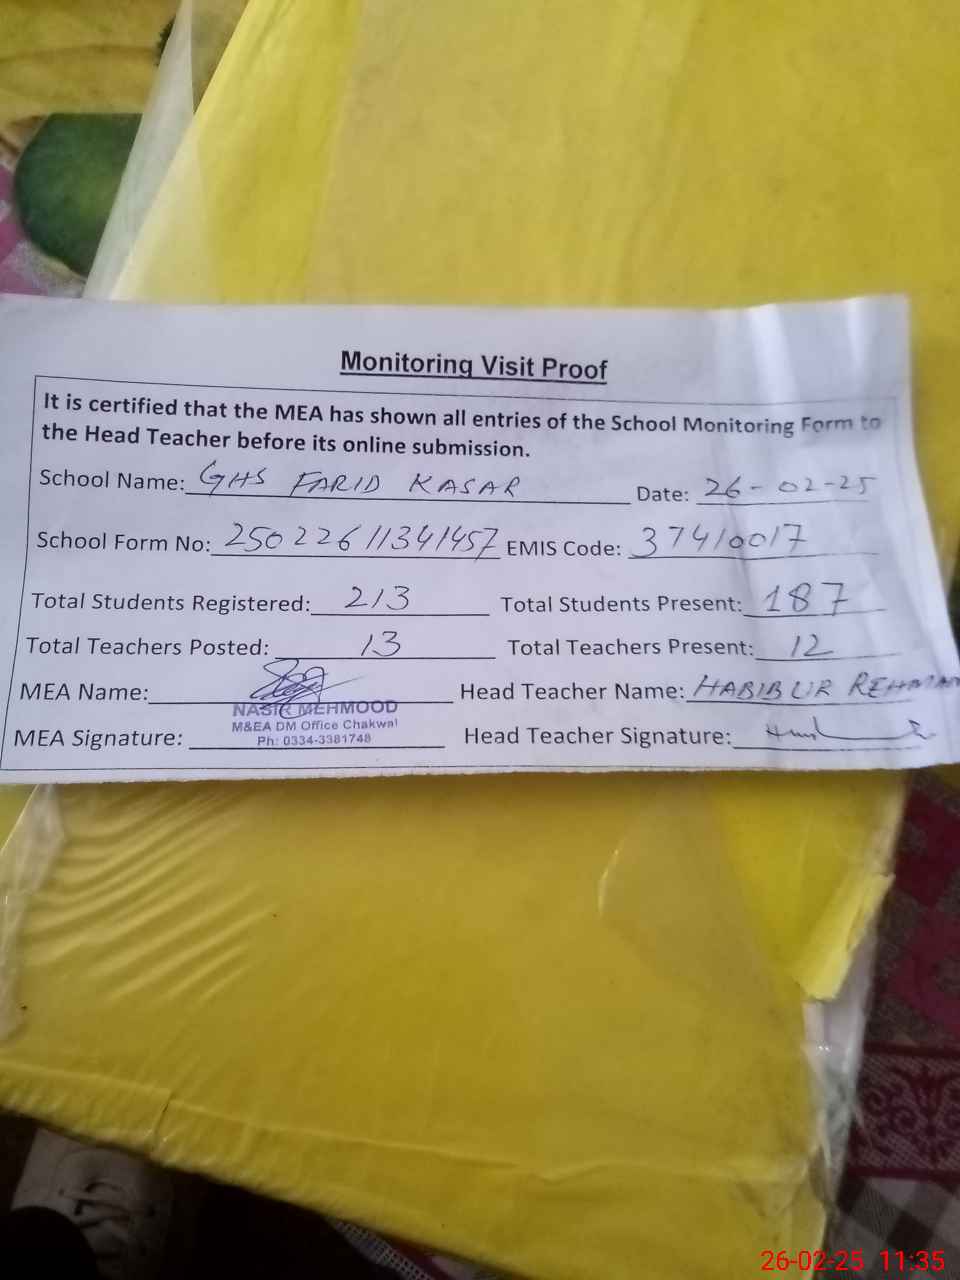 Monitoring Visit Proof
It is certified that the MEA has shown all entries of the School Monitoring Form to
the Head Teacher before its online submission.
School Name: GHS FARID KASAR Date: 26-02-25
School Form No: 25022611341457 EMIS Code: 37410017
Total Students Registered: 213 Total Students Present: 187
Total Teachers Posted: 13 Total Teachers Present: 12
MEA Name: Head Teacher Name: HABIB UR REHMAN
NASIR MEHMOOD
M&EA DM Office Chakwal
MEA Signature: Head Teacher Signature:
Ph: 0334-3381748
26-02-25 11:35